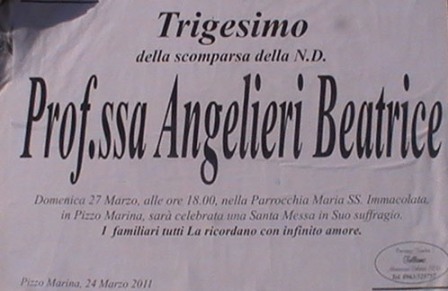 Trigesimo
della scomparsa della N.D.
Prof.ssa Angelieri Beatrice
Domenica 27 Marzo, alle ore 18.00, nella Parrocchia Maria SS. Immacolata,
in Pizzo Marina, sarà celebrata una Santa Messa in Suo suffragio.
I familiari tutti La ricordano con infinito amore.
Pizzo Marina, 24 Marzo 2011